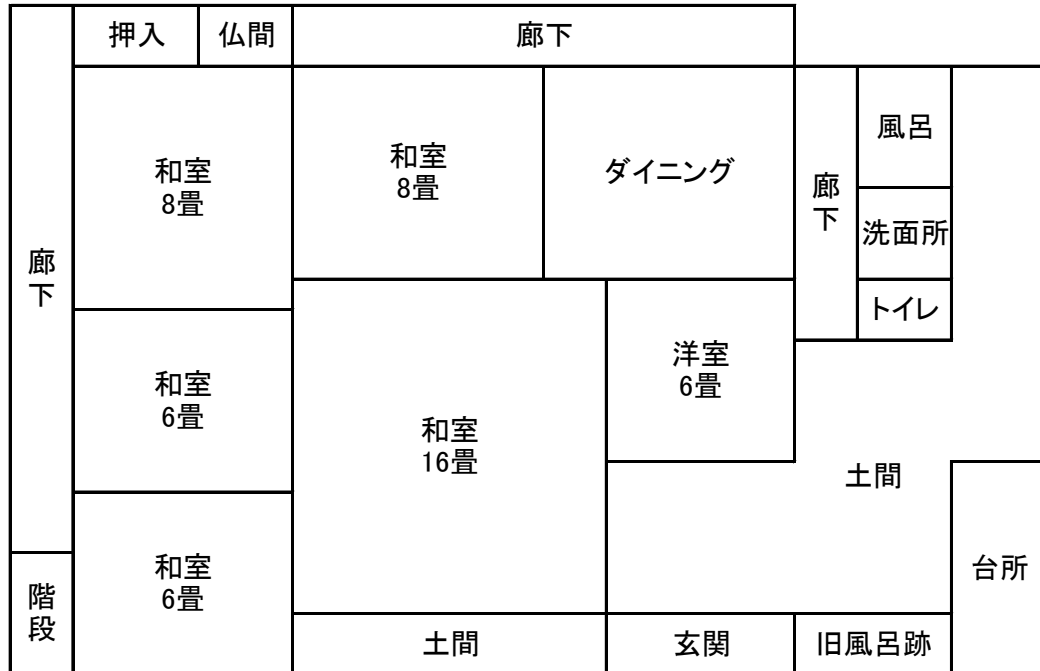 押入
仏間
廊下
和室
8畳
和室
8畳
ダイニング
廊下
風呂
洗面所
トイレ
廊下
和室
6畳
和室
16畳
洋室
6畳
土間
和室
6畳
台所
階段
土間
玄関
旧風呂跡